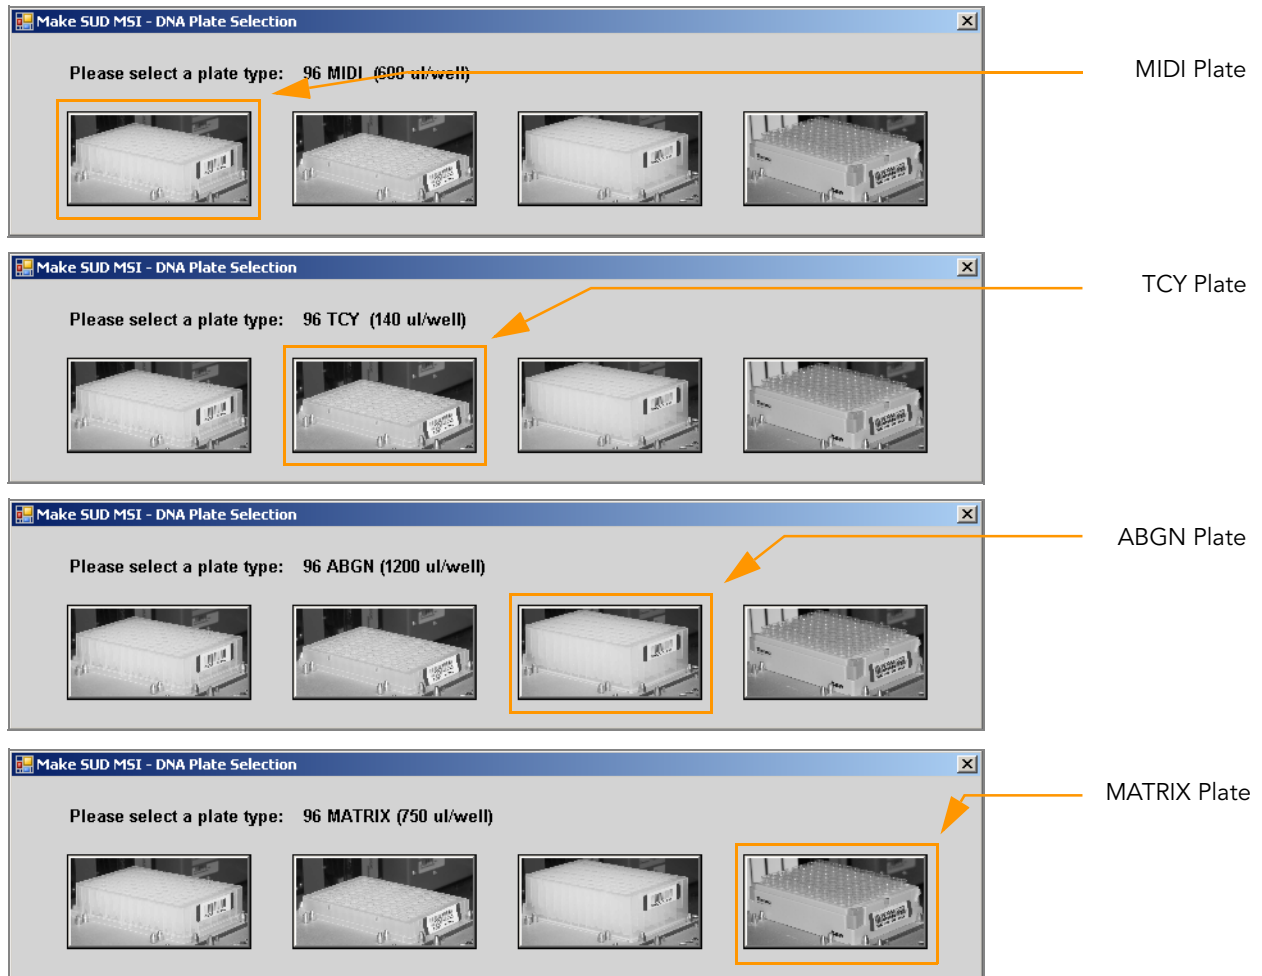 Make SUD MSI - DNA Plate Selection
Please select a plate type: 96 MIDI (600 ul/well)
MIDI Plate
Make SUD MSI - DNA Plate Selection
TCY Plate
Please select a plate type: 96 TCY (140 ul/well)
Make SUD MSI - DNA Plate Selection
ABGN Plate
Please select a plate type: 96 ABGN (1200 ul/well)
Make SUD MSI - DNA Plate Selection
MATRIX Plate
Please select a plate type: 96 MATRIX (750 ul/well)